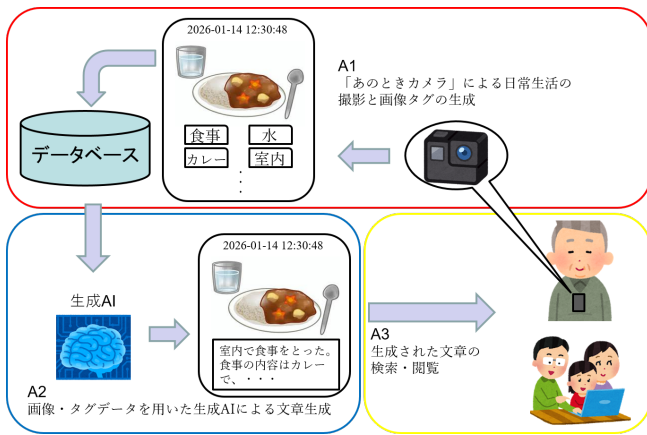 2026-01-14 12:30:48
食事
水
カレー
室内
・
・
・
データベース
A1
「あのときカメラ」による日常生活の
撮影と画像タグの生成
生成AI
2026-01-14 12:30:48
室内で食事をとった。
食事の内容はカレー
で、・・・
A2
画像・タグデータを用いた生成AIによる文章生成
A3
生成された文章の
検索・閲覧